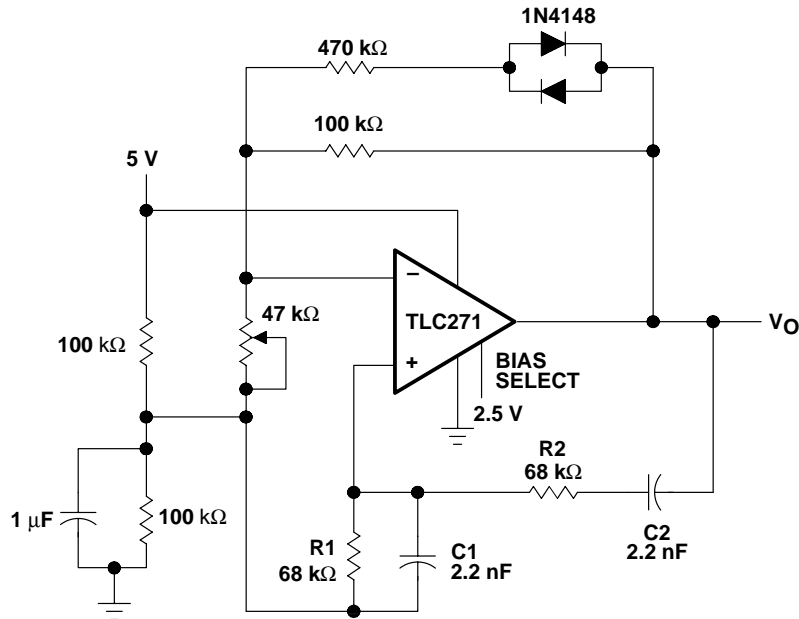 1N4148
470 kΩ
100 kΩ
5 V
−
47 kΩ
TLC271
VO
100 kΩ
+
BIAS
SELECT
2.5 V
R2
68 kΩ
1 µF
100 kΩ
R1
68 kΩ
C1
2.2 nF
C2
2.2 nF